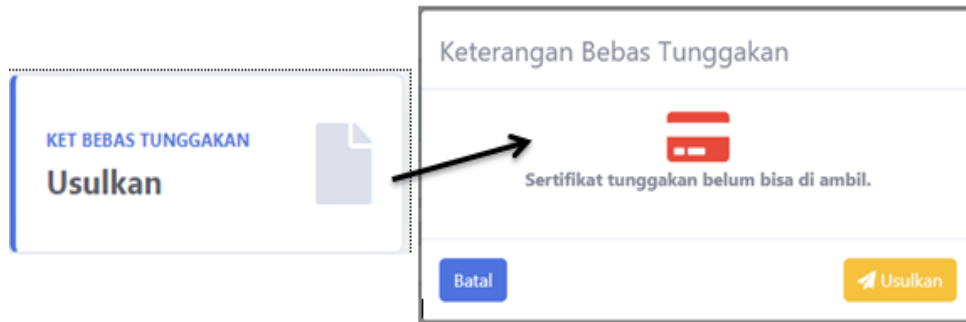 KET BEBAS TUNGGAKAN
Usulkan
Keterangan Bebas Tunggakan
Sertifikat tunggakan belum bisa di ambil.
Batal
Usulkan